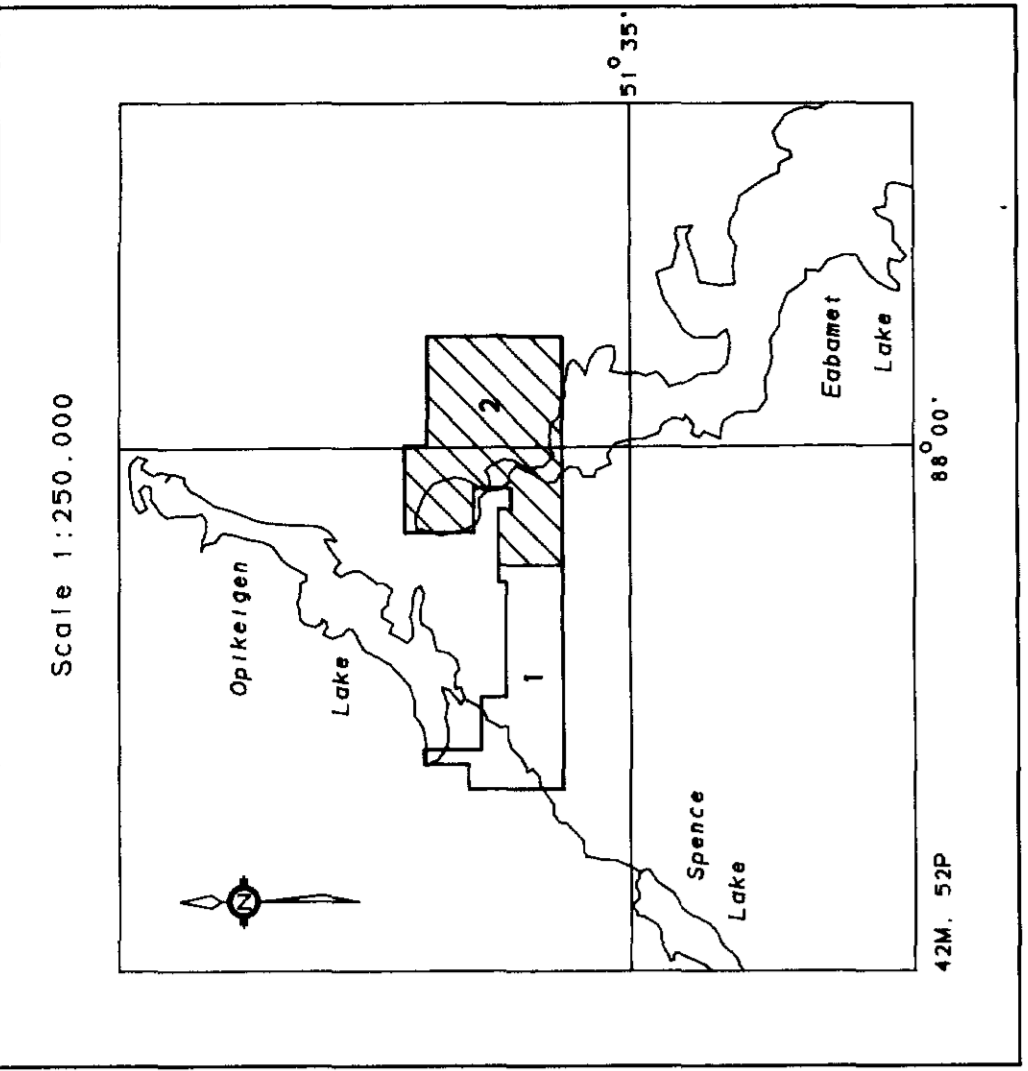 Scale 1:250.000
Opikeigen
Lake
51°35'
2
1
Eabamet
Lake
Spence
Lake
88°00'
42M. 52P
N